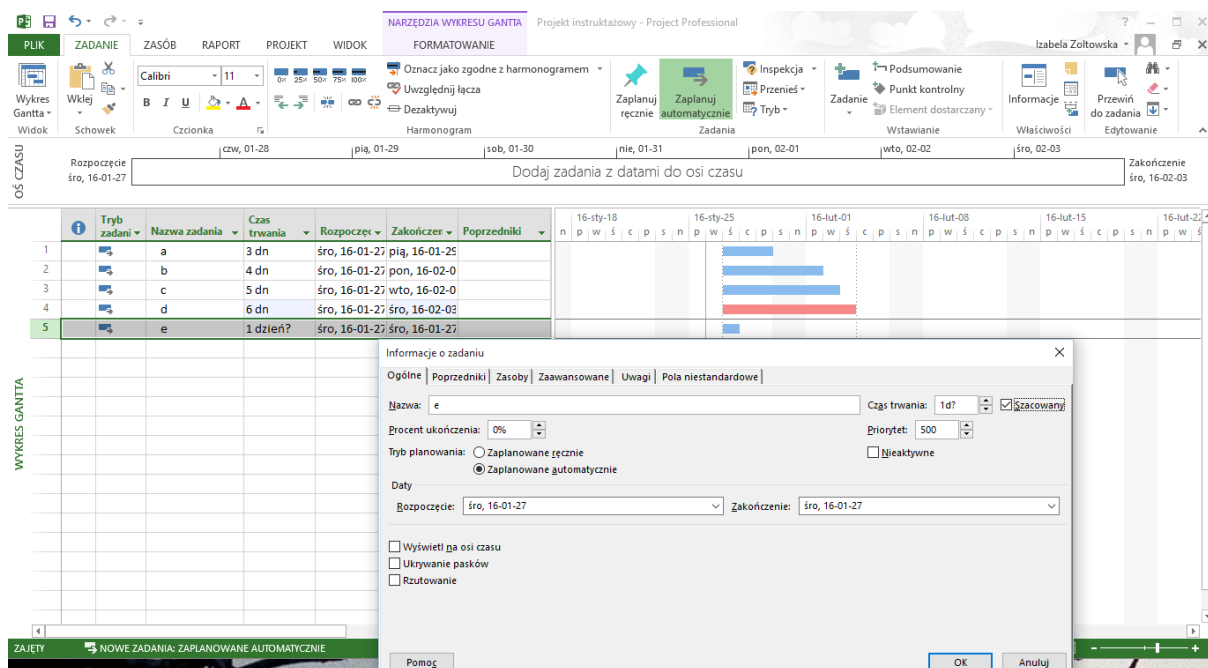 NARZĘDZIA WYKRESU GANTTA Projekt instruktażowy - Project Professional
PLIK ZADANIE ZASÓB RAPORT PROJEKT WIDOK FORMATOWANIE Izabela Zoltowska
Wykres Gantta
Widok
Wklej
Schowek
Calibri 11
B I U A
Czcionka
0% 25% 50% 75% 100%
Oznacz jako zgodne z harmonogramem
Uwzględnij łącza
Dezaktywuj
Harmonogram
Zaplanuj ręcznie
Zaplanuj automatycznie
Inspekcja
Przenieś
Tryb
Zadania
Zadanie
Podsumowanie
Punkt kontrolny
Element dostarczany
Wstawianie
Informacje
Właściwości
Przewiń do zadania
Edytowanie
OŚ CZASU
Rozpoczęcie
śro, 16-01-27
czw, 01-28 pią, 01-29 sob, 01-30 nie, 01-31 pon, 02-01 wto, 02-02 śro, 02-03
Dodaj zadania z datami do osi czasu
Zakończenie
śro, 16-02-03
WYKRES GANTTA
Tryb zadani Nazwa zadania Czas trwania Rozpoczęc Zakończer Poprzedniki
16-sty-18 16-sty-25 16-lut-01 16-lut-08 16-lut-15 16-lut-22
n p w ś c p s n p w ś c p s n p w ś c p s n p w ś c p s n p w ś c p s n p w ś
1 a 3 dn śro, 16-01-27 pią, 16-01-29
2 b 4 dn śro, 16-01-27 pon, 16-02-0
3 c 5 dn śro, 16-01-27 wto, 16-02-0
4 d 6 dn śro, 16-01-27 śro, 16-02-03
5 e 1 dzień? śro, 16-01-27 śro, 16-01-27
Informacje o zadaniu
Ogólne Poprzedniki Zasoby Zaawansowane Uwagi Pola niestandardowe
Nazwa: e Czas trwania: 1d? Szacowany
Procent ukończenia: 0% Priorytet: 500
Tryb planowania: Zaplanowane ręcznie Nieaktywne
Zaplanowane automatycznie
Daty
Rozpoczęcie: śro, 16-01-27 Zakończenie: śro, 16-01-27
Wyświetl na osi czasu
Ukrywanie pasków
Rzutowanie
Pomoc OK Anuluj
ZAJĘTY NOWE ZADANIA: ZAPLANOWANE AUTOMATYCZNIE